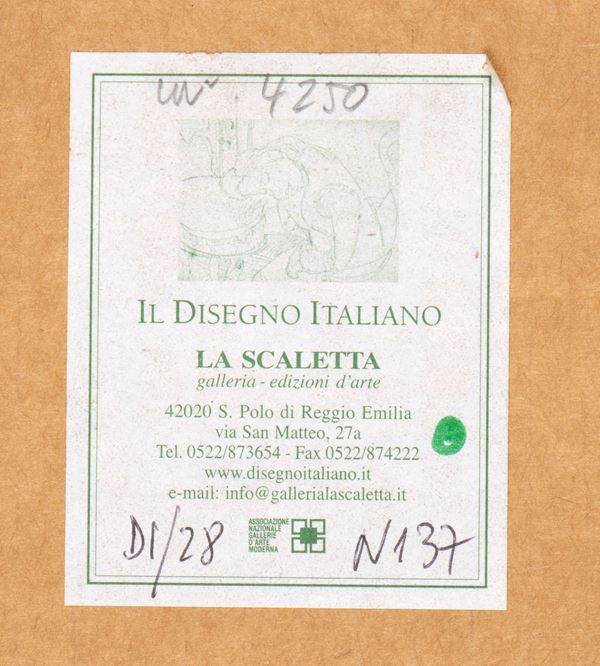 4250
IL DISEGNO ITALIANO
LA SCALETTA
galleria - edizioni d'arte
42020 S. Polo di Reggio Emilia
via San Matteo, 27a
Tel. 0522/873654 - Fax 0522/874222
www.disegnoitaliano.it
e-mail: info@gallerialascaletta.it
DI/28
ASSOCIAZIONE
NAZIONALE
GALLERIE
D'ARTE
MODERNA
N137